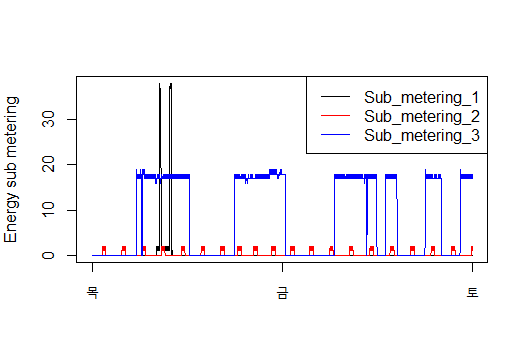 Sub_metering_1
Sub_metering_2
Sub_metering_3
Energy sub metering
30
20
10
0
목 금 토